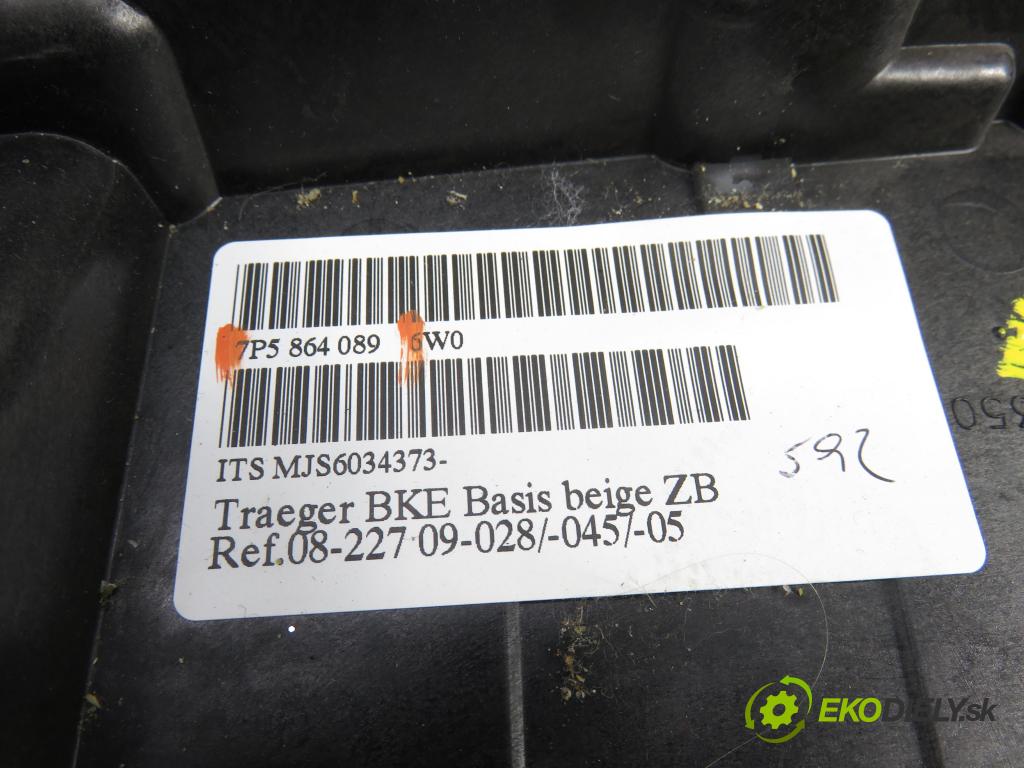 7P5 864 089 6W0
ITS MJS6034373-
592
Traeger BKE Basis beige ZB
Ref.08-227 09-028/-045/-05
EKODIELY.sk